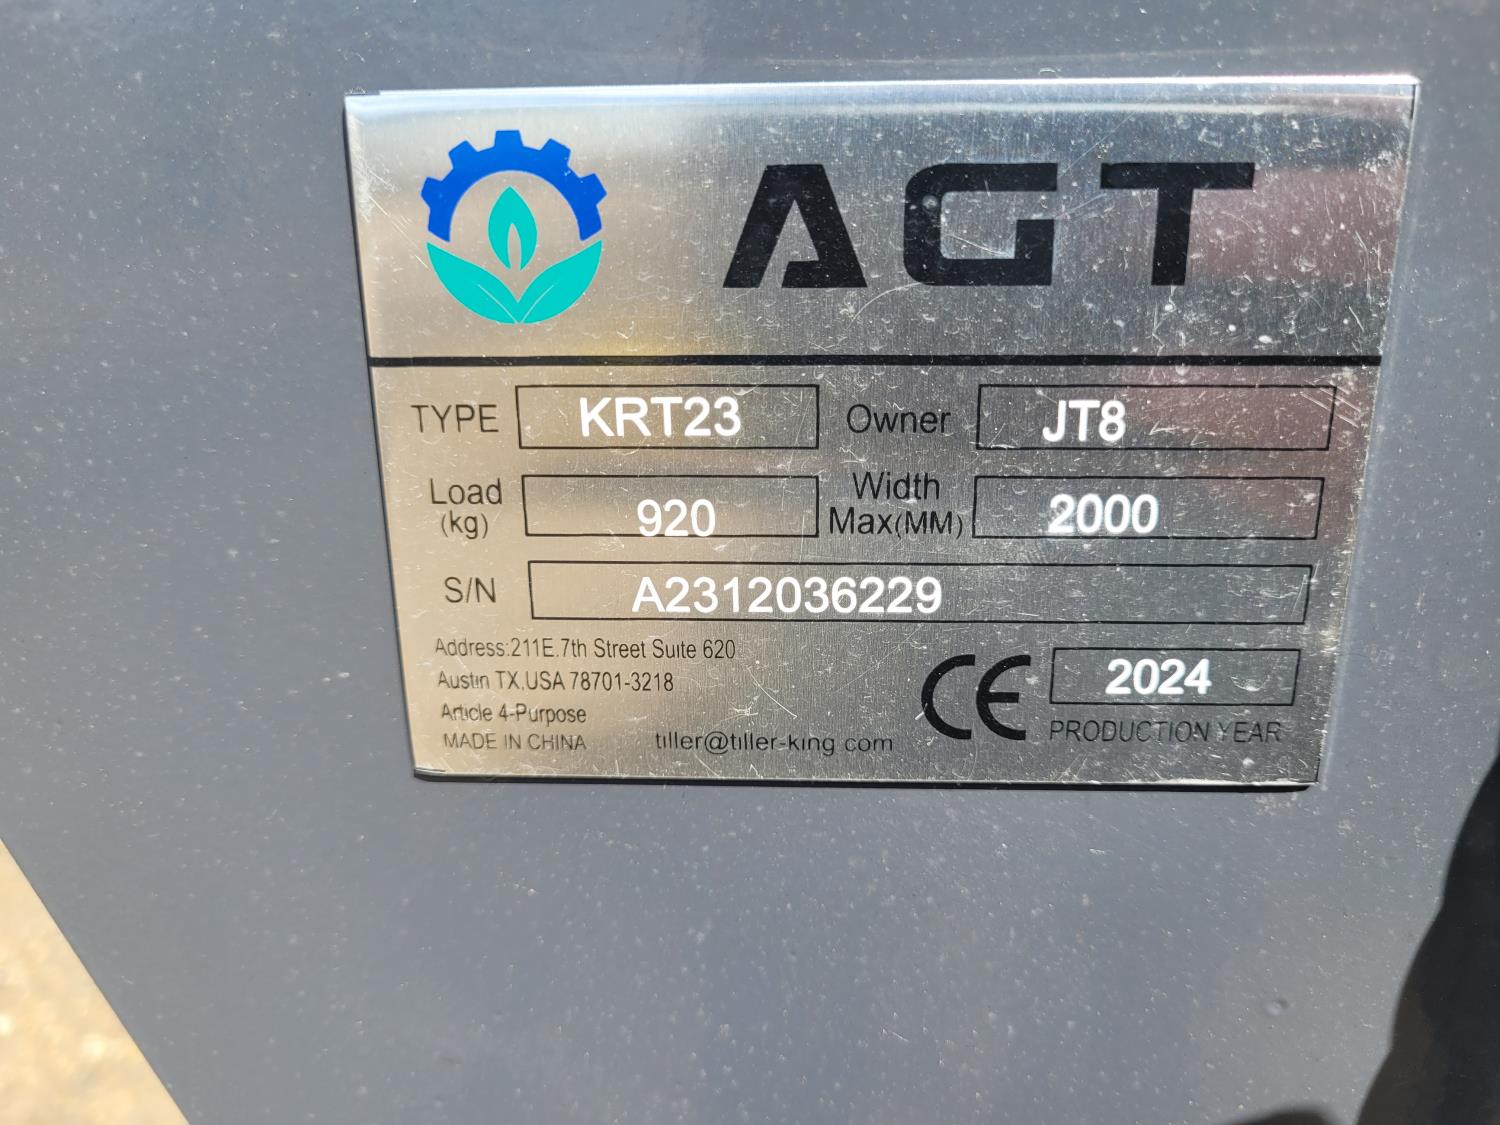 AGT
TYPE KRT23 Owner JT8
Load (kg) 920 Width Max(MM) 2000
S/N A2312036229
Address:211E.7th Street Suite 620
Austin TX,USA 78701-3218
Article 4-Purpose
MADE IN CHINA
tiller@tiller-king.com
CE 2024
PRODUCTION YEAR